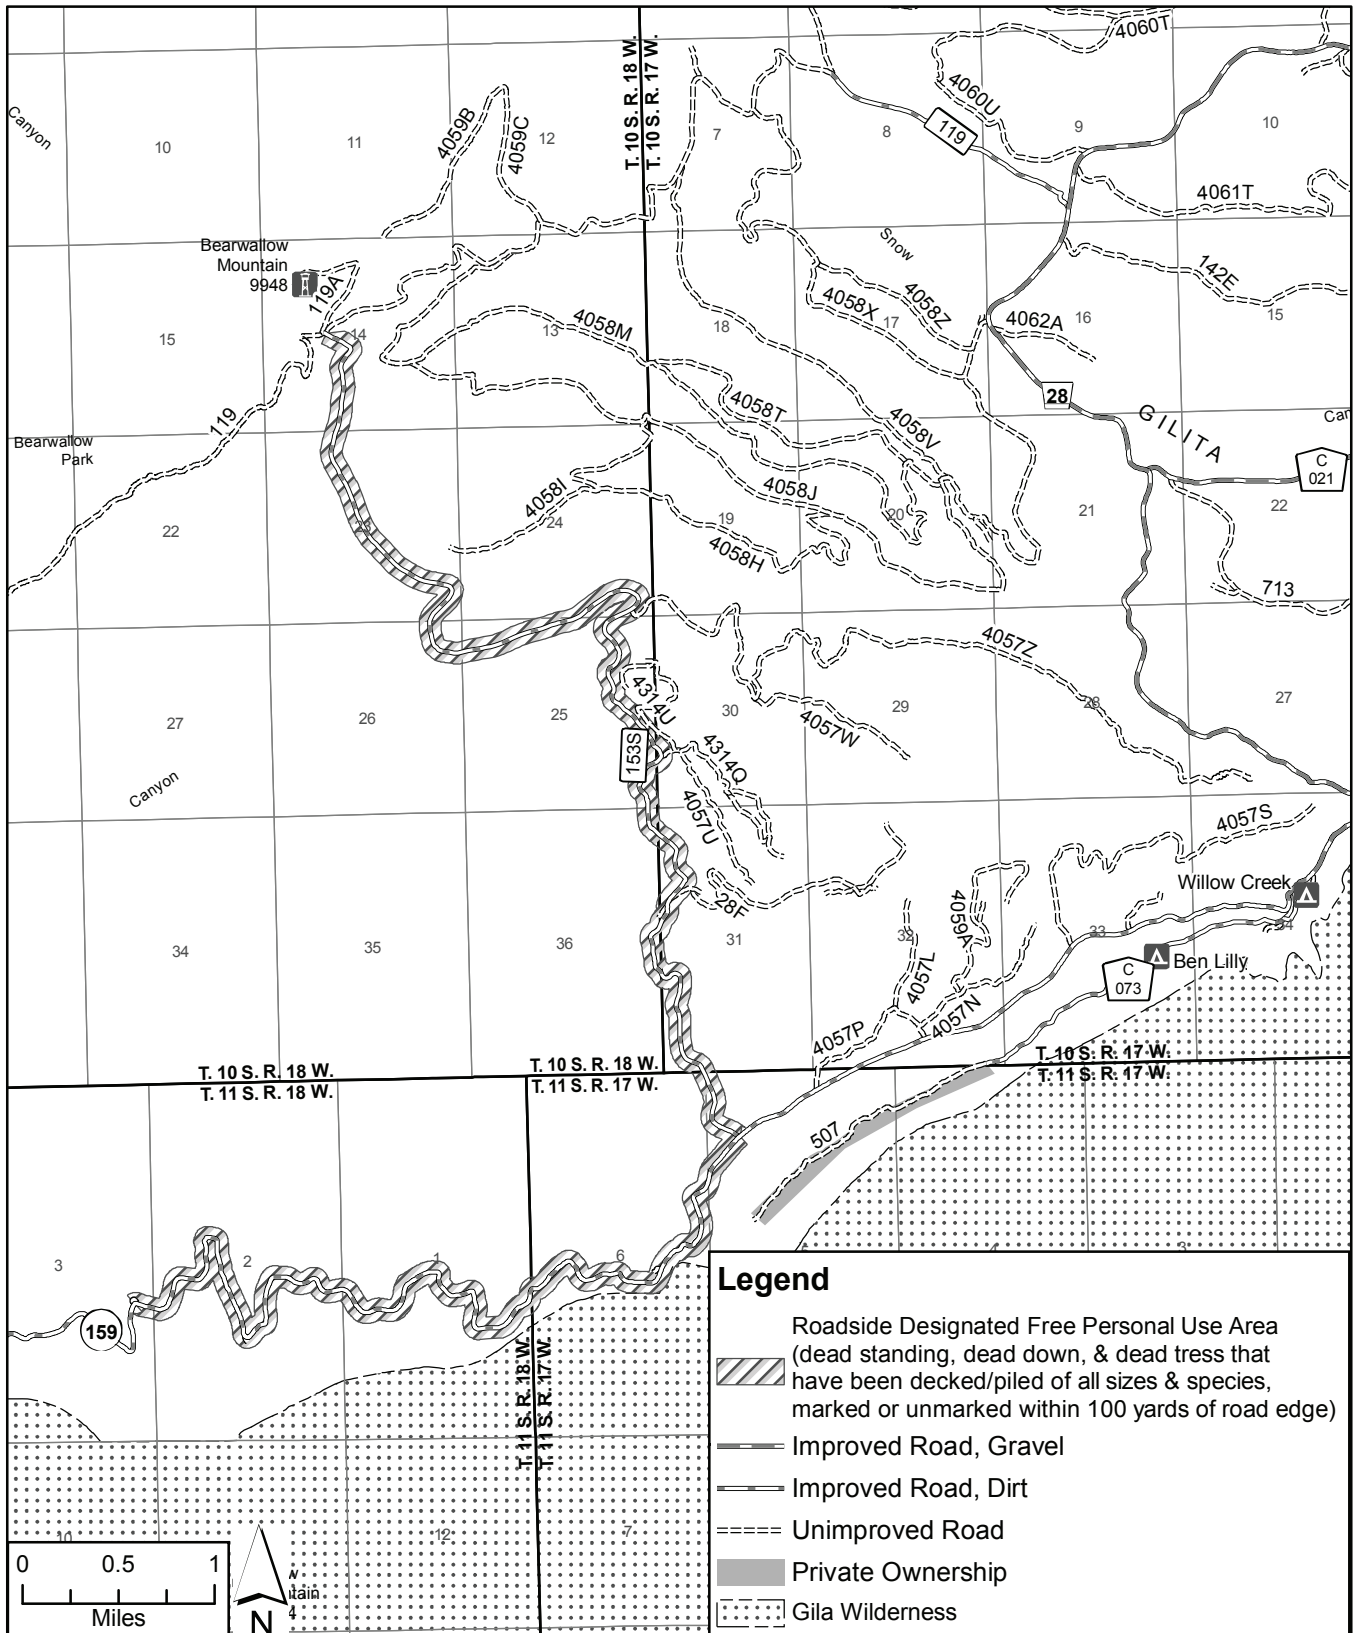 4060T
T. 10 S. R. 18 W.
T. 10 S. R. 17 W.
Canyon
10
11
4059B
4059C
12
7
8
119
4060U
9
10
4061T
Bearwallow
Mountain
9948
119A
Snow
142E
15
14
13
4058M
18
4058X
17
4058Z
4062A
16
15
119
Bearwallow
Park
4058T
4058V
28
GILITA
C
021
22
23
4058I
24
19
4058J
4058H
20
21
22
713
27
26
25
4314U
153S
30
4314Q
4057U
4057W
29
4057Z
28
27
Canyon
4057S
Willow Creek
28F
34
35
36
31
32
4059A
4057L
33
34
Ben Lilly
C
073
4057N
4057P
T. 10 S. R. 18 W.
T. 11 S. R. 18 W.
T. 10 S. R. 18 W.
T. 11 S. R. 17 W.
T. 10 S. R. 17 W.
T. 11 S. R. 17 W.
507
3
2
1
6
5
4
3
159
T. 11 S. R. 18 W.
T. 11 S. R. 17 W.
10
12
7
Legend
Roadside Designated Free Personal Use Area
(dead standing, dead down, & dead tress that
have been decked/piled of all sizes & species,
marked or unmarked within 100 yards of road edge)
Improved Road, Gravel
Improved Road, Dirt
Unimproved Road
Private Ownership
Gila Wilderness
0 0.5 1
Miles
N